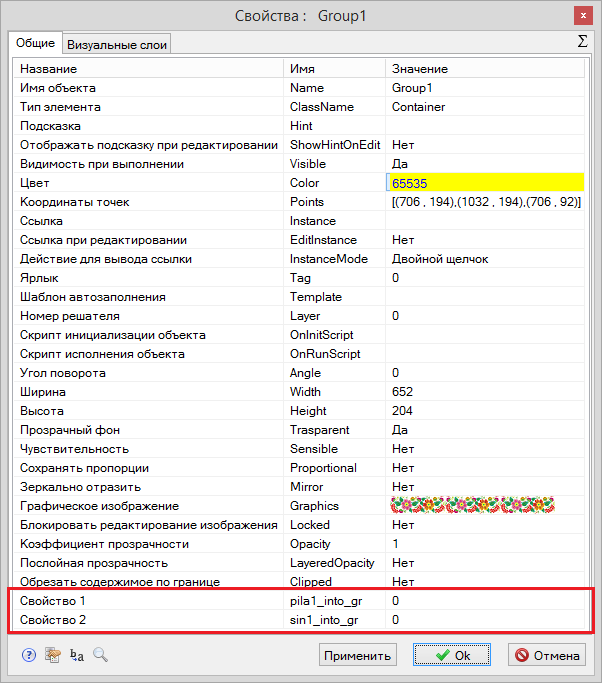 Свойства : Group1
Общие Визуальные слои Σ
Название Имя Значение
Имя объекта Name Group1
Тип элемента ClassName Container
Подсказка Hint
Отображать подсказку при редактировании ShowHintOnEdit Нет
Видимость при выполнении Visible Да
Цвет Color 65535
Координаты точек Points [(706 , 194),(1032 , 194),(706 , 92)]
Ссылка Instance
Ссылка при редактировании EditInstance Нет
Действие для вывода ссылки InstanceMode Двойной щелчок
Ярлык Tag 0
Шаблон автозаполнения Template
Номер решателя Layer 0
Скрипт инициализации объекта OnInitScript
Скрипт исполнения объекта OnRunScript
Угол поворота Angle 0
Ширина Width 652
Высота Height 204
Прозрачный фон Trasparent Да
Чувствительность Sensible Нет
Сохранять пропорции Proportional Нет
Зеркально отразить Mirror Нет
Графическое изображение Graphics
Блокировать редактирование изображения Locked Нет
Коэффициент прозрачности Opacity 1
Послойная прозрачность LayeredOpacity Нет
Обрезать содержимое по границе Clipped Нет
Свойство 1 pila1_into_gr 0
Свойство 2 sin1_into_gr 0
? ba Применить Ok Отмена